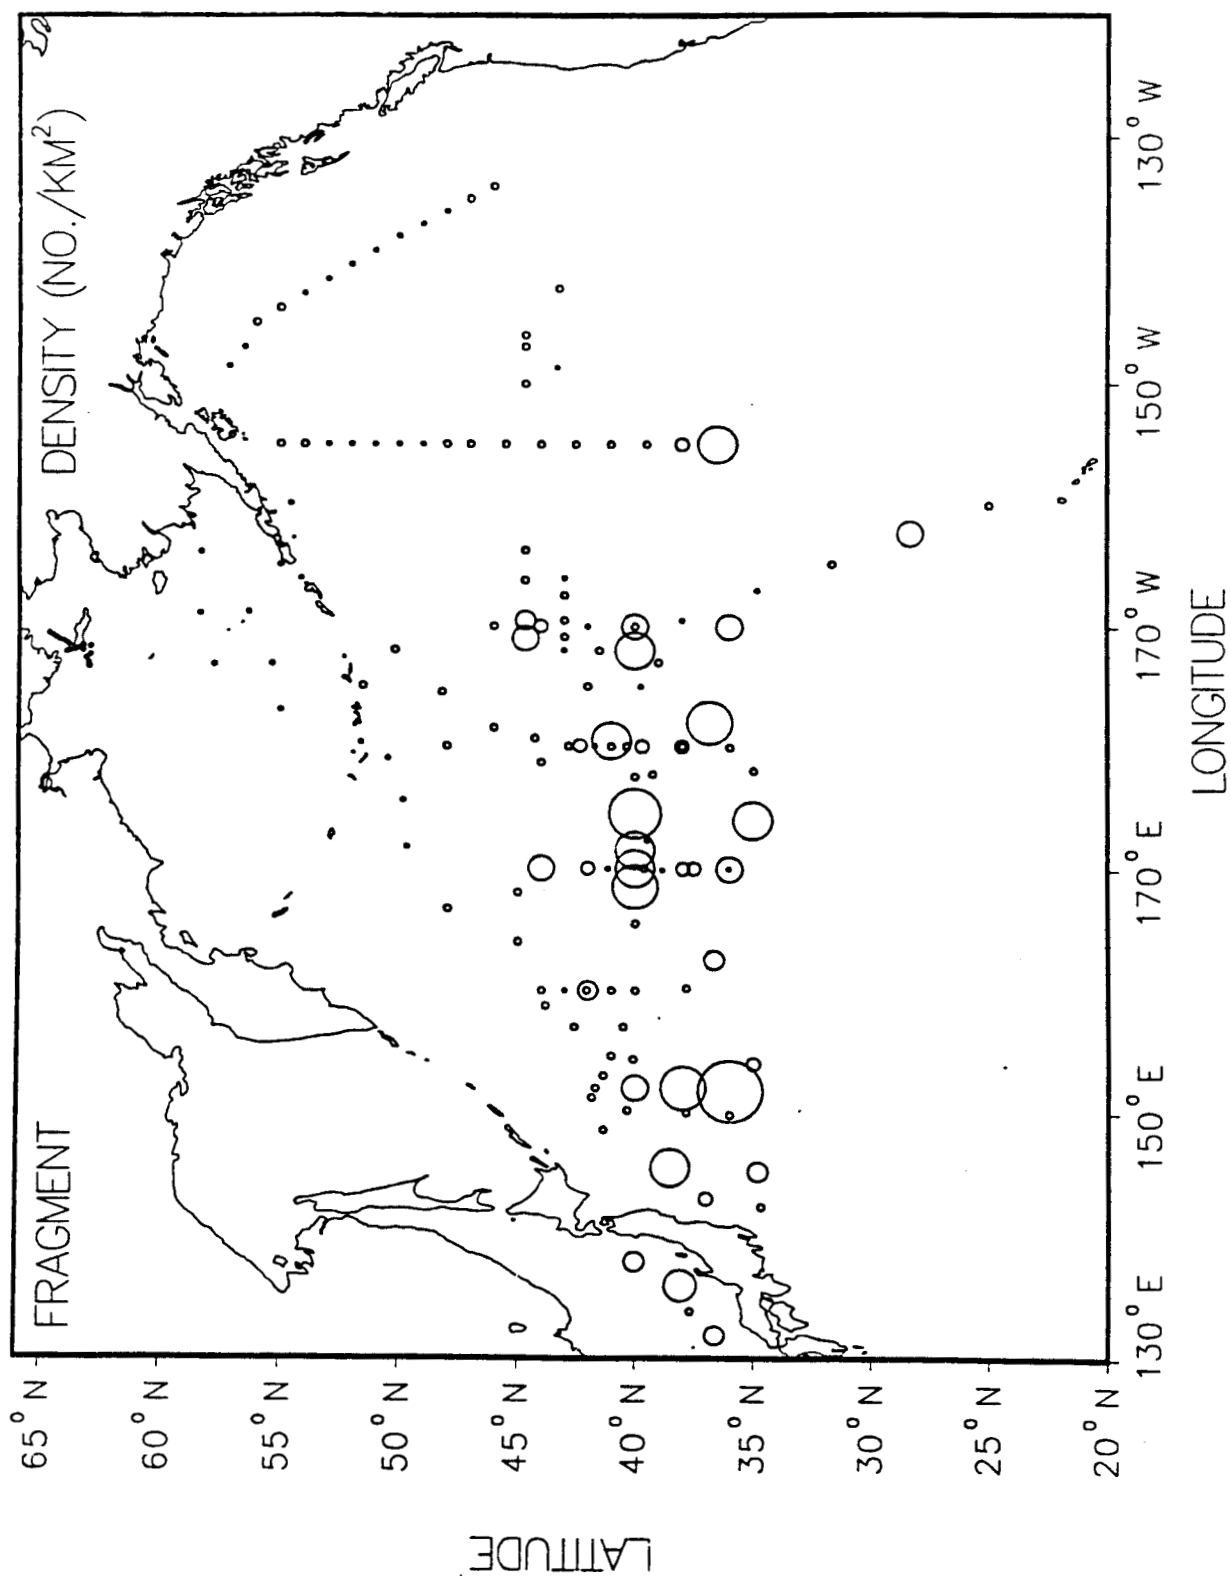 FRAGMENT DENSITY (NO./KM²)
65° N
60° N
55° N
50° N
45° N
40° N
35° N
30° N
25° N
20° N
LATITUDE
130° E
150° E
170° E
170° W
150° W
130° W
LONGITUDE